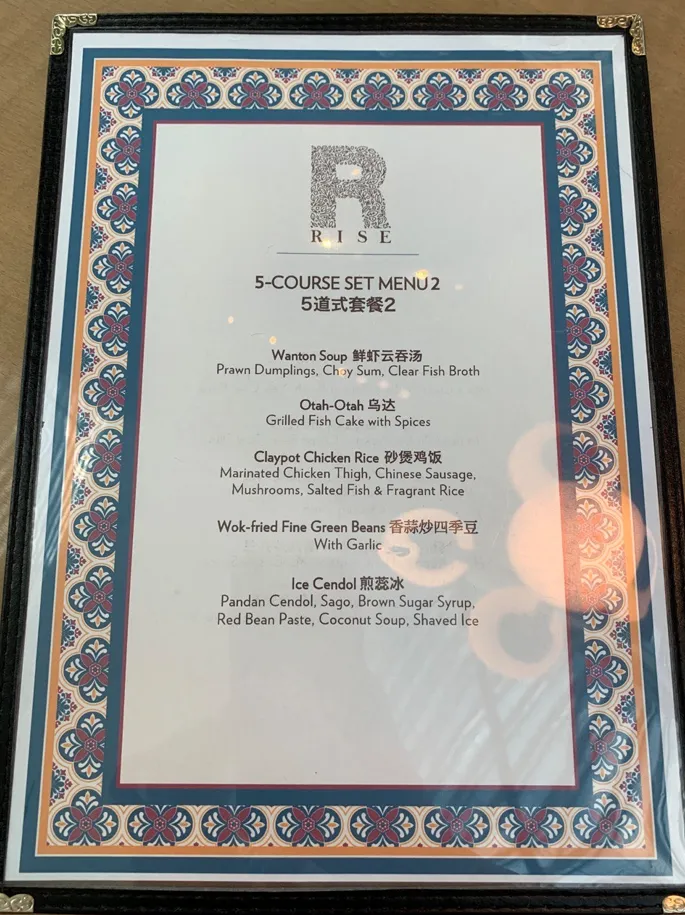 R
RISE
5-COURSE SET MENU 2
5道式套餐2
Wanton Soup 鲜虾云吞汤
Prawn Dumplings, Choy Sum, Clear Fish Broth
Otah-Otah 乌达
Grilled Fish Cake with Spices
Claypot Chicken Rice 砂煲鸡饭
Marinated Chicken Thigh, Chinese Sausage,
Mushrooms, Salted Fish & Fragrant Rice
Wok-fried Fine Green Beans 香蒜炒四季豆
With Garlic
Ice Cendol 煎蕊冰
Pandan Cendol, Sago, Brown Sugar Syrup,
Red Bean Paste, Coconut Soup, Shaved Ice